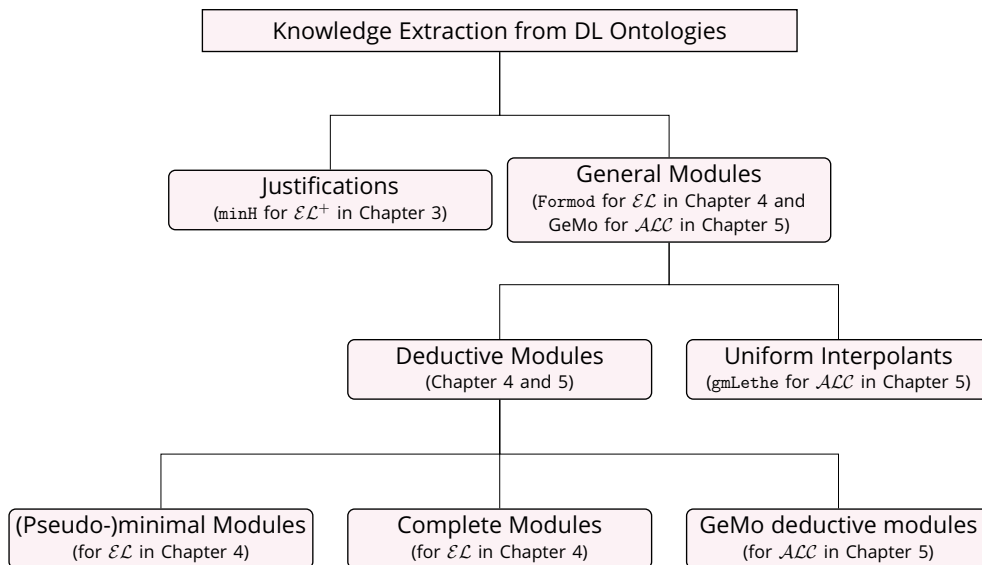 Knowledge Extraction from DL Ontologies
Justifications
(minH for ℰℒ⁺ in Chapter 3)
General Modules
(Formod for ℰℒ in Chapter 4 and
GeMo for 𝒜ℒ𝒞 in Chapter 5)
Deductive Modules
(Chapter 4 and 5)
Uniform Interpolants
(gmLethe for 𝒜ℒ𝒞 in Chapter 5)
(Pseudo-)minimal Modules
(for ℰℒ in Chapter 4)
Complete Modules
(for ℰℒ in Chapter 4)
GeMo deductive modules
(for 𝒜ℒ𝒞 in Chapter 5)